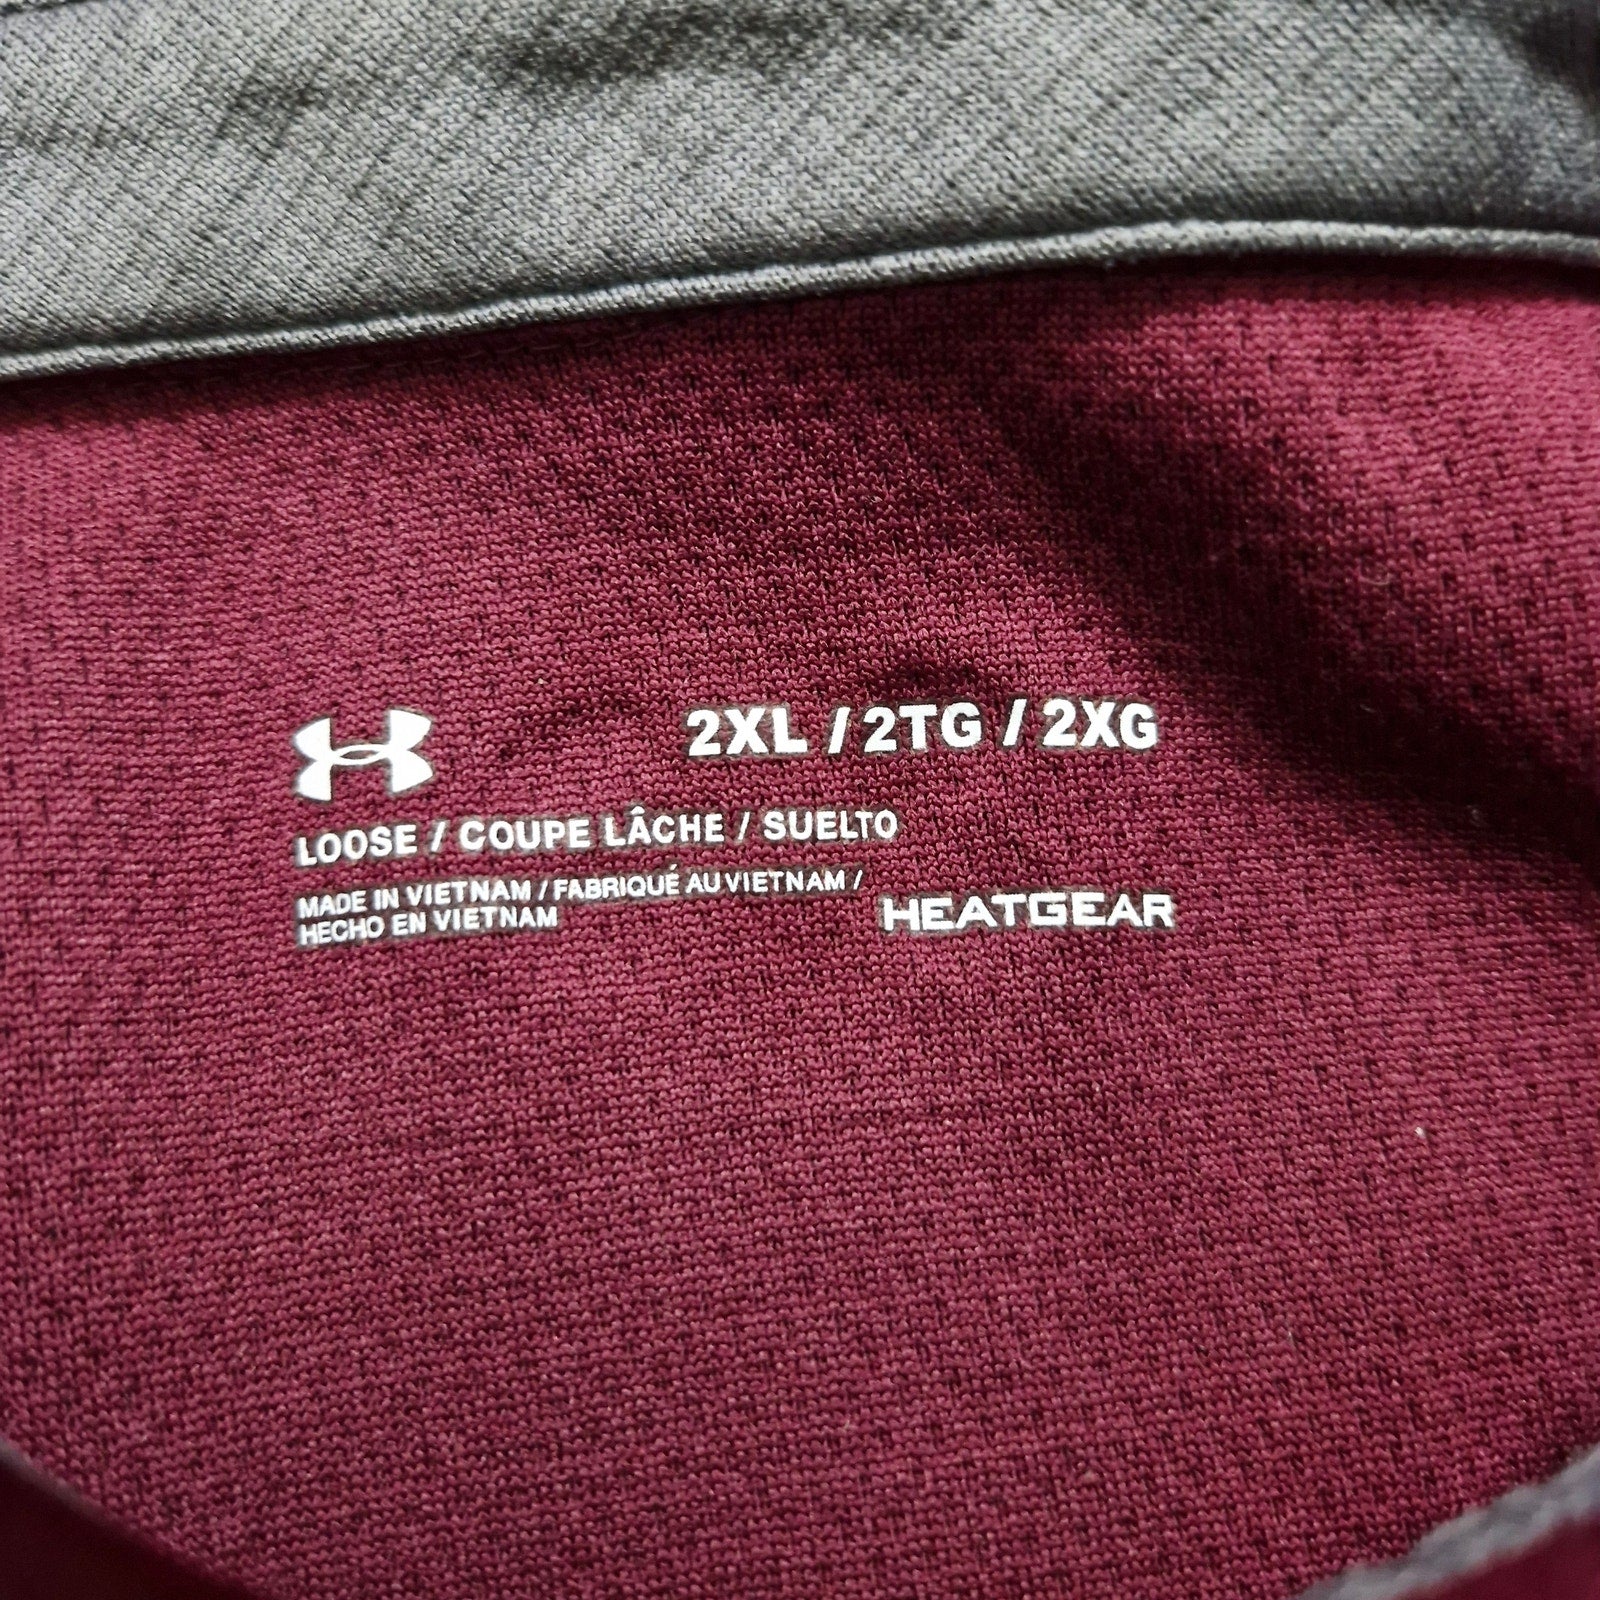 2XL / 2TG / 2XG
LOOSE / COUPE LÂCHE / SUELTO
MADE IN VIETNAM / FABRIQUÉ AU VIETNAM /
HECHO EN VIETNAM
HEATGEAR